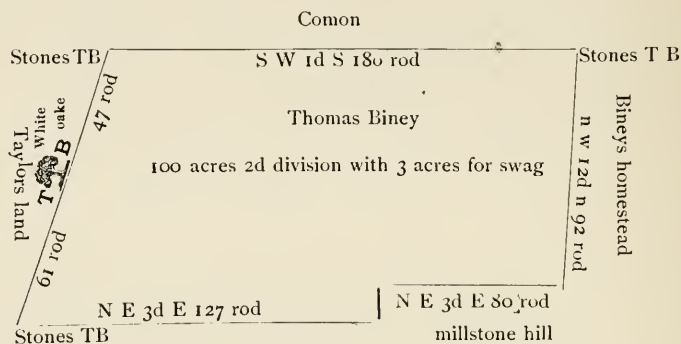 Comon
Stones TB
S W 1d S 180 rod
Stones T B
47 rod
White
oake
T B
Taylors land
61 rod
Thomas Biney
100 acres 2d division with 3 acres for swag
n w 12d n 92 rod
Bineys homestead
N E 3d E 127 rod
N E 3d E 80 rod
Stones TB
millstone hill